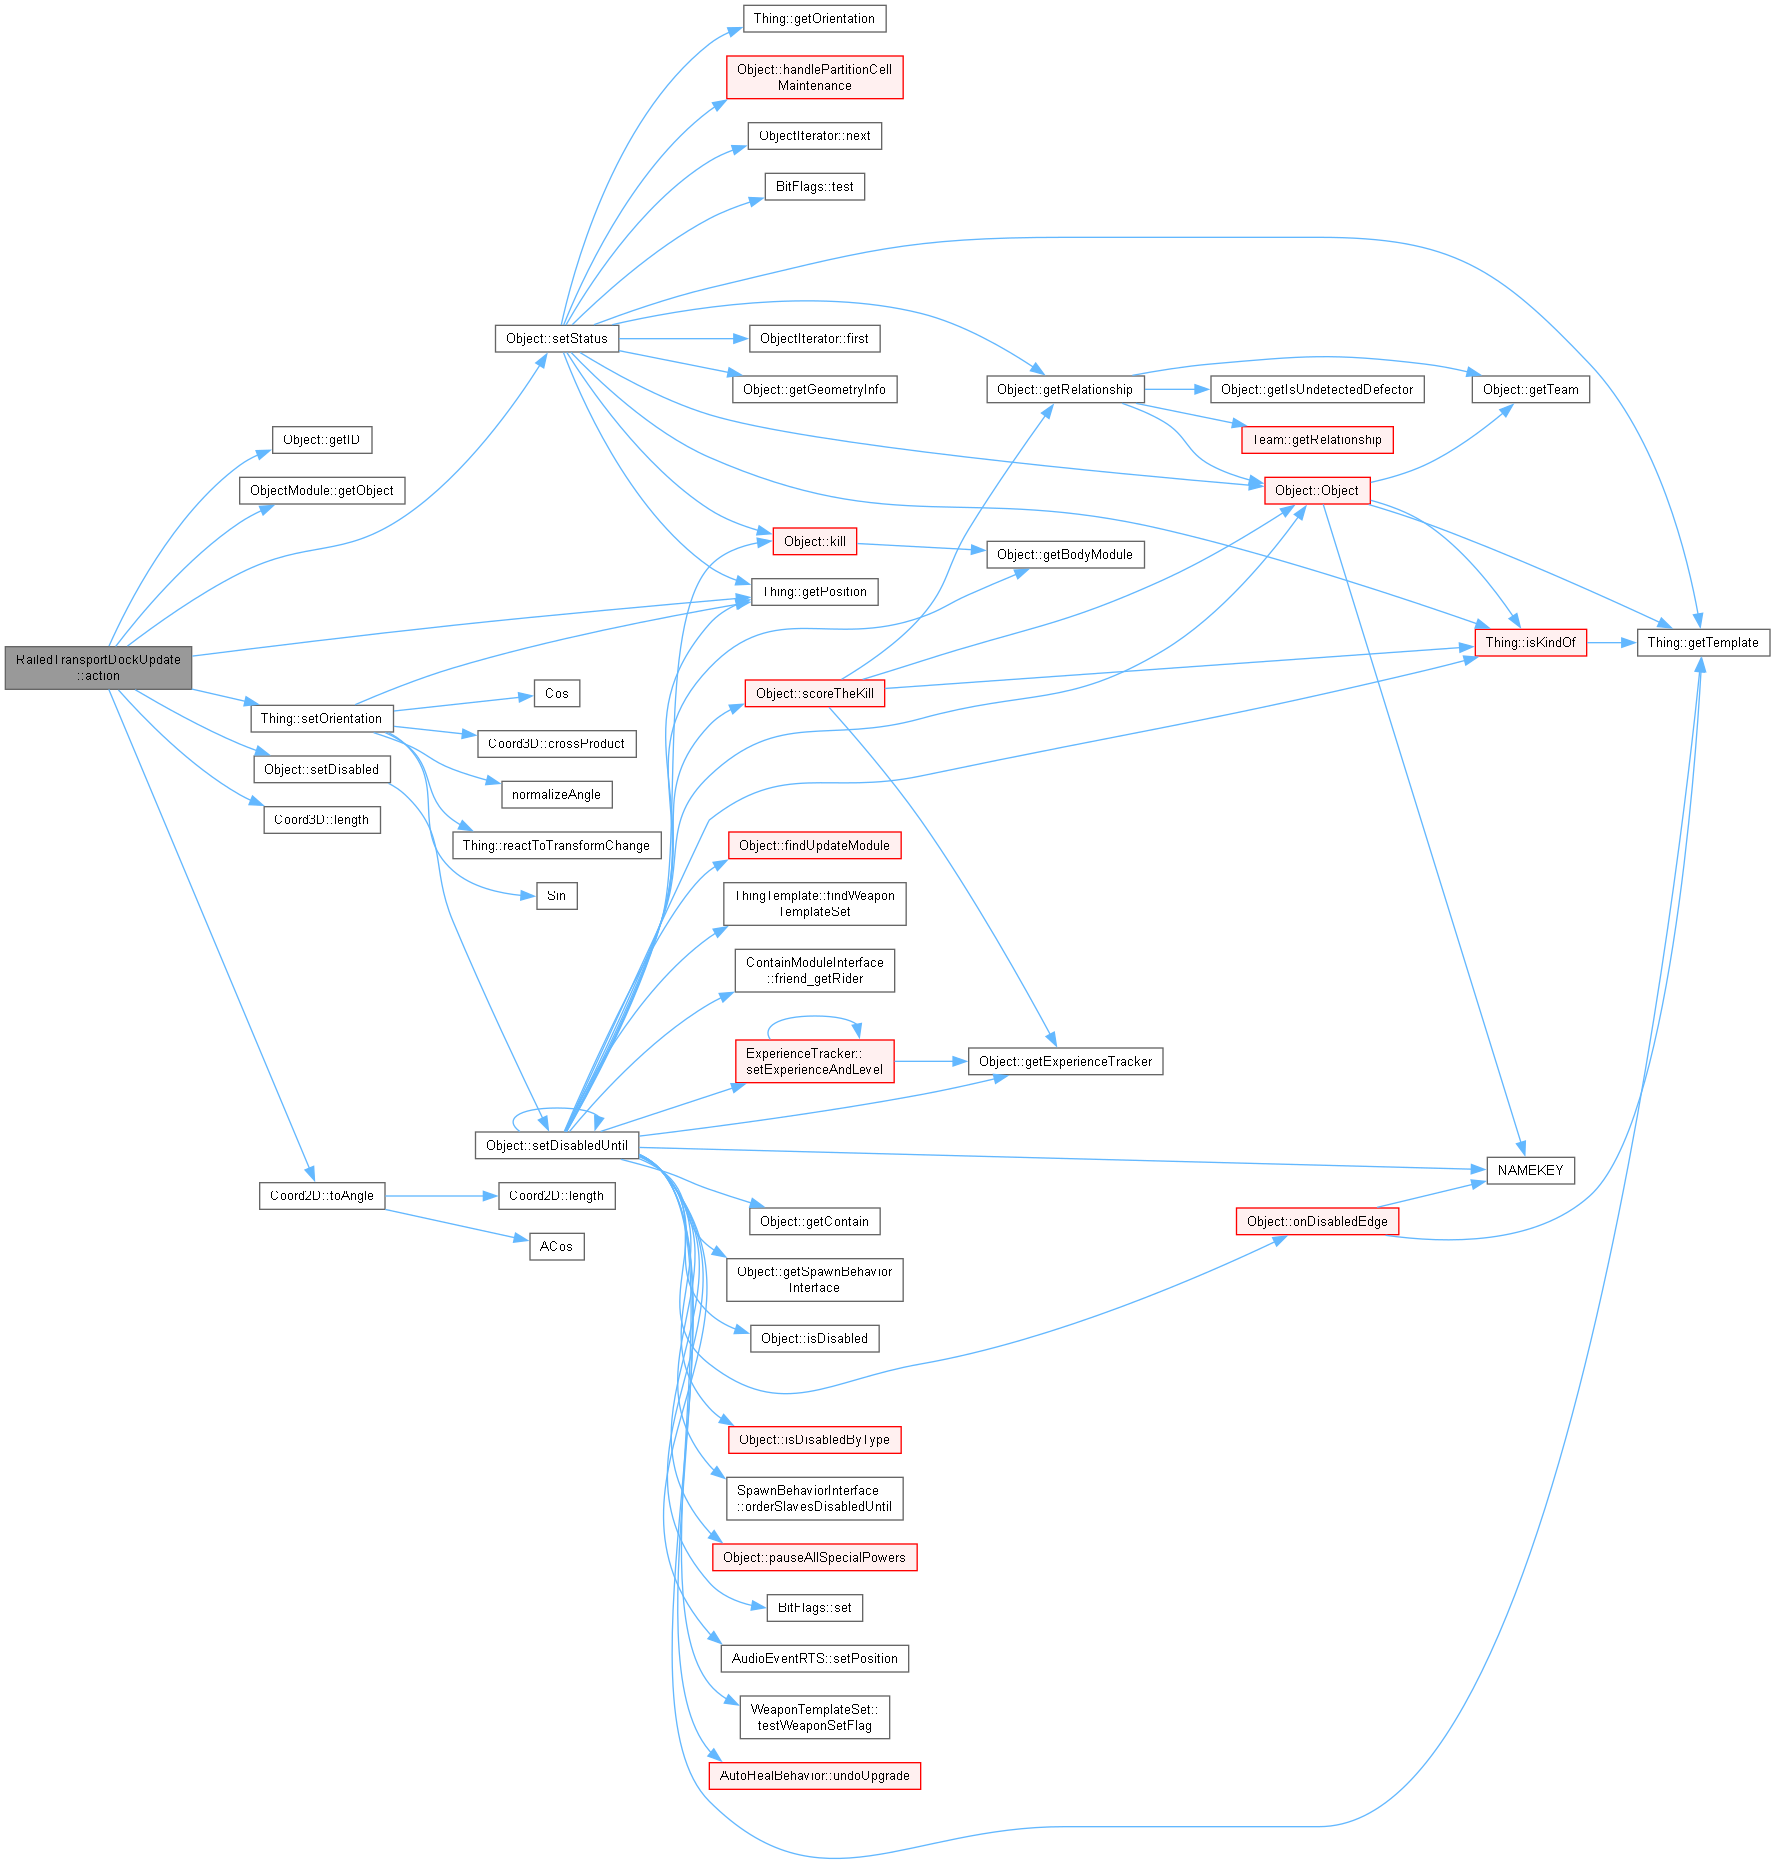 Thing::getOrientation
Object::handlePartitionCell
Maintenance
ObjectIterator::next
BitFlags::test
Object::setStatus
ObjectIterator::first
Object::getGeometryInfo
Object::getRelationship
Object::getIsUndetectedDefector
Object::getTeam
Team::getRelationship
Object::getID
ObjectModule::getObject
Object::Object
Object::kill
Object::getBodyModule
Thing::getPosition
RailedTransportDockUpdate
::action
Thing::isKindOf
Thing::getTemplate
Object::scoreTheKill
Thing::setOrientation
Cos
Coord3D::crossProduct
Object::setDisabled
normalizeAngle
Coord3D::length
Thing::reactToTransformChange
Object::findUpdateModule
Sin
ThingTemplate::findWeapon
TemplateSet
ContainModuleInterface
::friend_getRider
ExperienceTracker::
setExperienceAndLevel
Object::getExperienceTracker
Object::setDisabledUntil
NAMEKEY
Coord2D::toAngle
Coord2D::length
ACos
Object::getContain
Object::onDisabledEdge
Object::getSpawnBehavior
Interface
Object::isDisabled
Object::isDisabledByType
SpawnBehaviorInterface
::orderSlavesDisabledUntil
Object::pauseAllSpecialPowers
BitFlags::set
AudioEventRTS::setPosition
WeaponTemplateSet::
testWeaponSetFlag
AutoHealBehavior::undoUpgrade